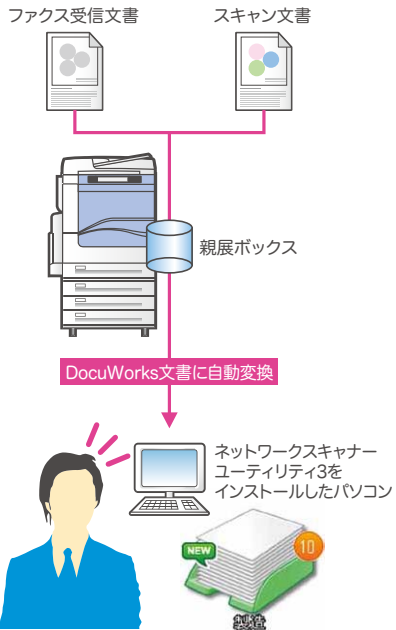 ファクス受信文書
スキャン文書
親展ボックス
DocuWorks文書に自動変換
ネットワークスキャナー
ユーティリティ3を
インストールしたパソコン
NEW
10
製造